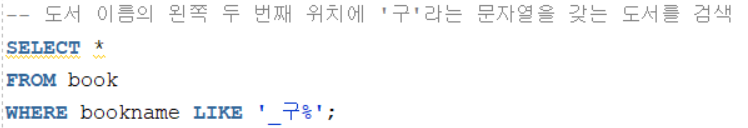 -- 도서 이름의 왼쪽 두 번째 위치에 '구'라는 문자열을 갖는 도서를 검색
SELECT *
FROM book
WHERE bookname LIKE '_구%';